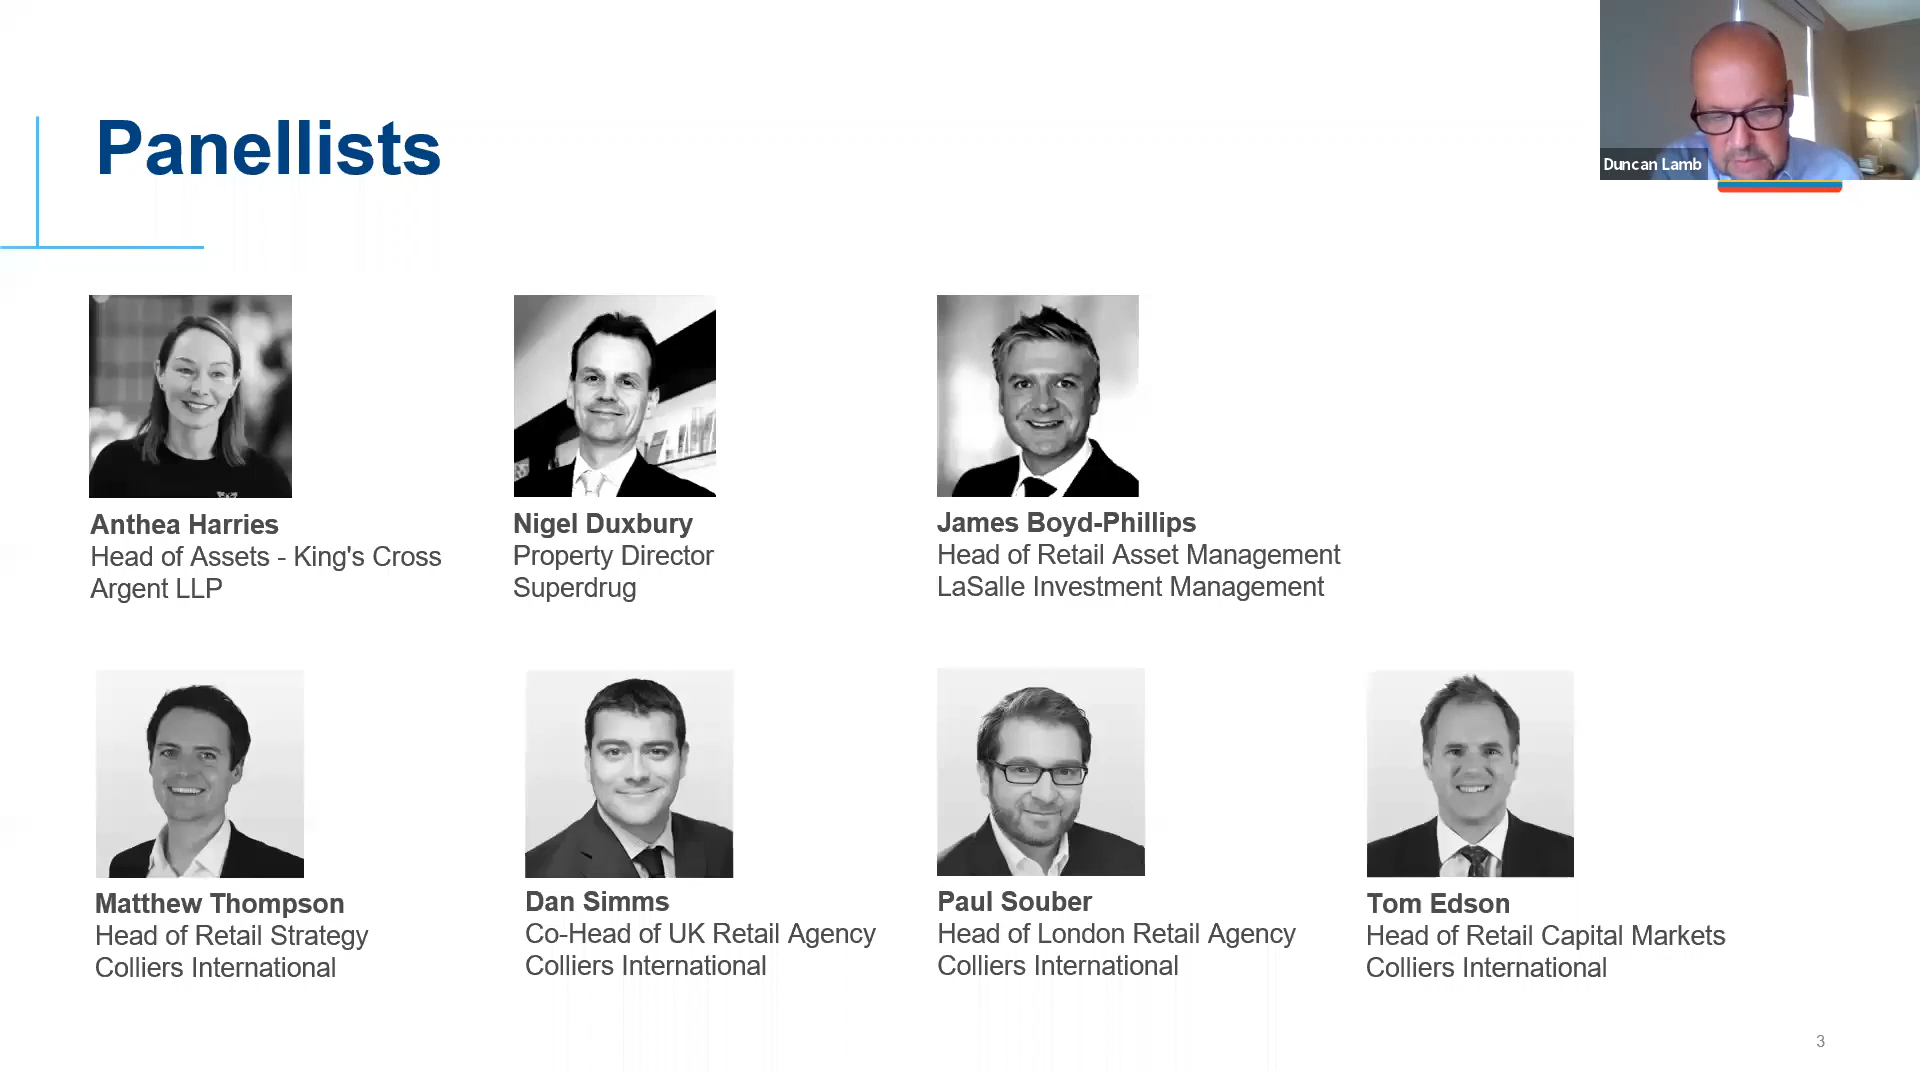 Panellists
Duncan Lamb
Anthea Harries
Head of Assets - King's Cross
Argent LLP
Nigel Duxbury
Property Director
Superdrug
James Boyd-Phillips
Head of Retail Asset Management
LaSalle Investment Management
Matthew Thompson
Head of Retail Strategy
Colliers International
Dan Simms
Co-Head of UK Retail Agency
Colliers International
Paul Souber
Head of London Retail Agency
Colliers International
Tom Edson
Head of Retail Capital Markets
Colliers International
3